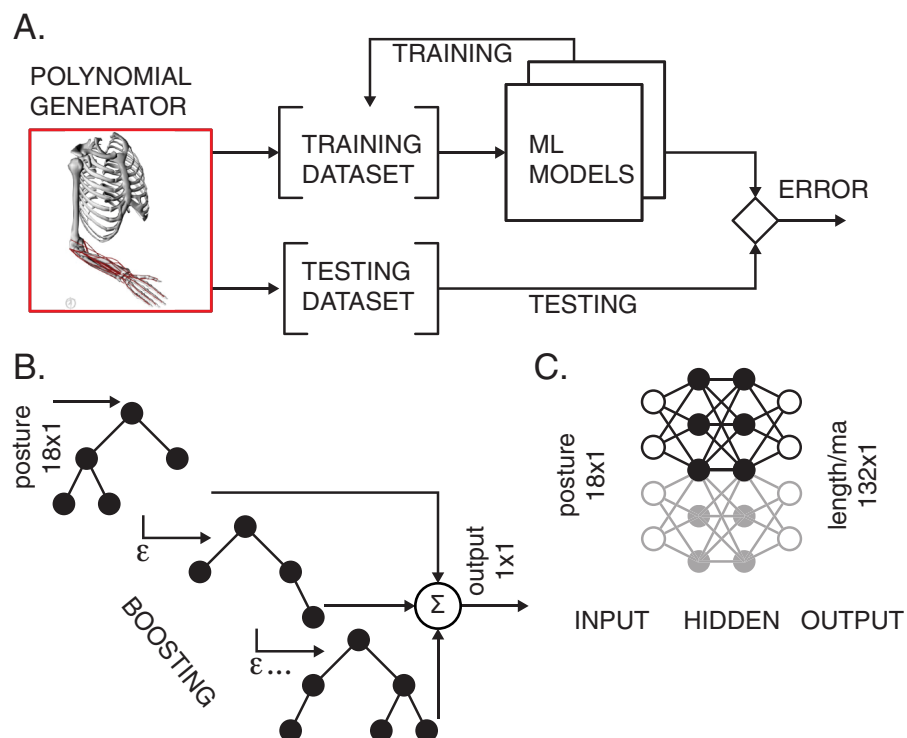 A.
POLYNOMIAL
GENERATOR
TRAINING
TRAINING
DATASET
ML
MODELS
ERROR
TESTING
DATASET
TESTING
B.
posture
18x1
ε
BOOSTING
ε...
Σ
output
1x1
C.
posture
18x1
length/ma
132x1
INPUT HIDDEN OUTPUT